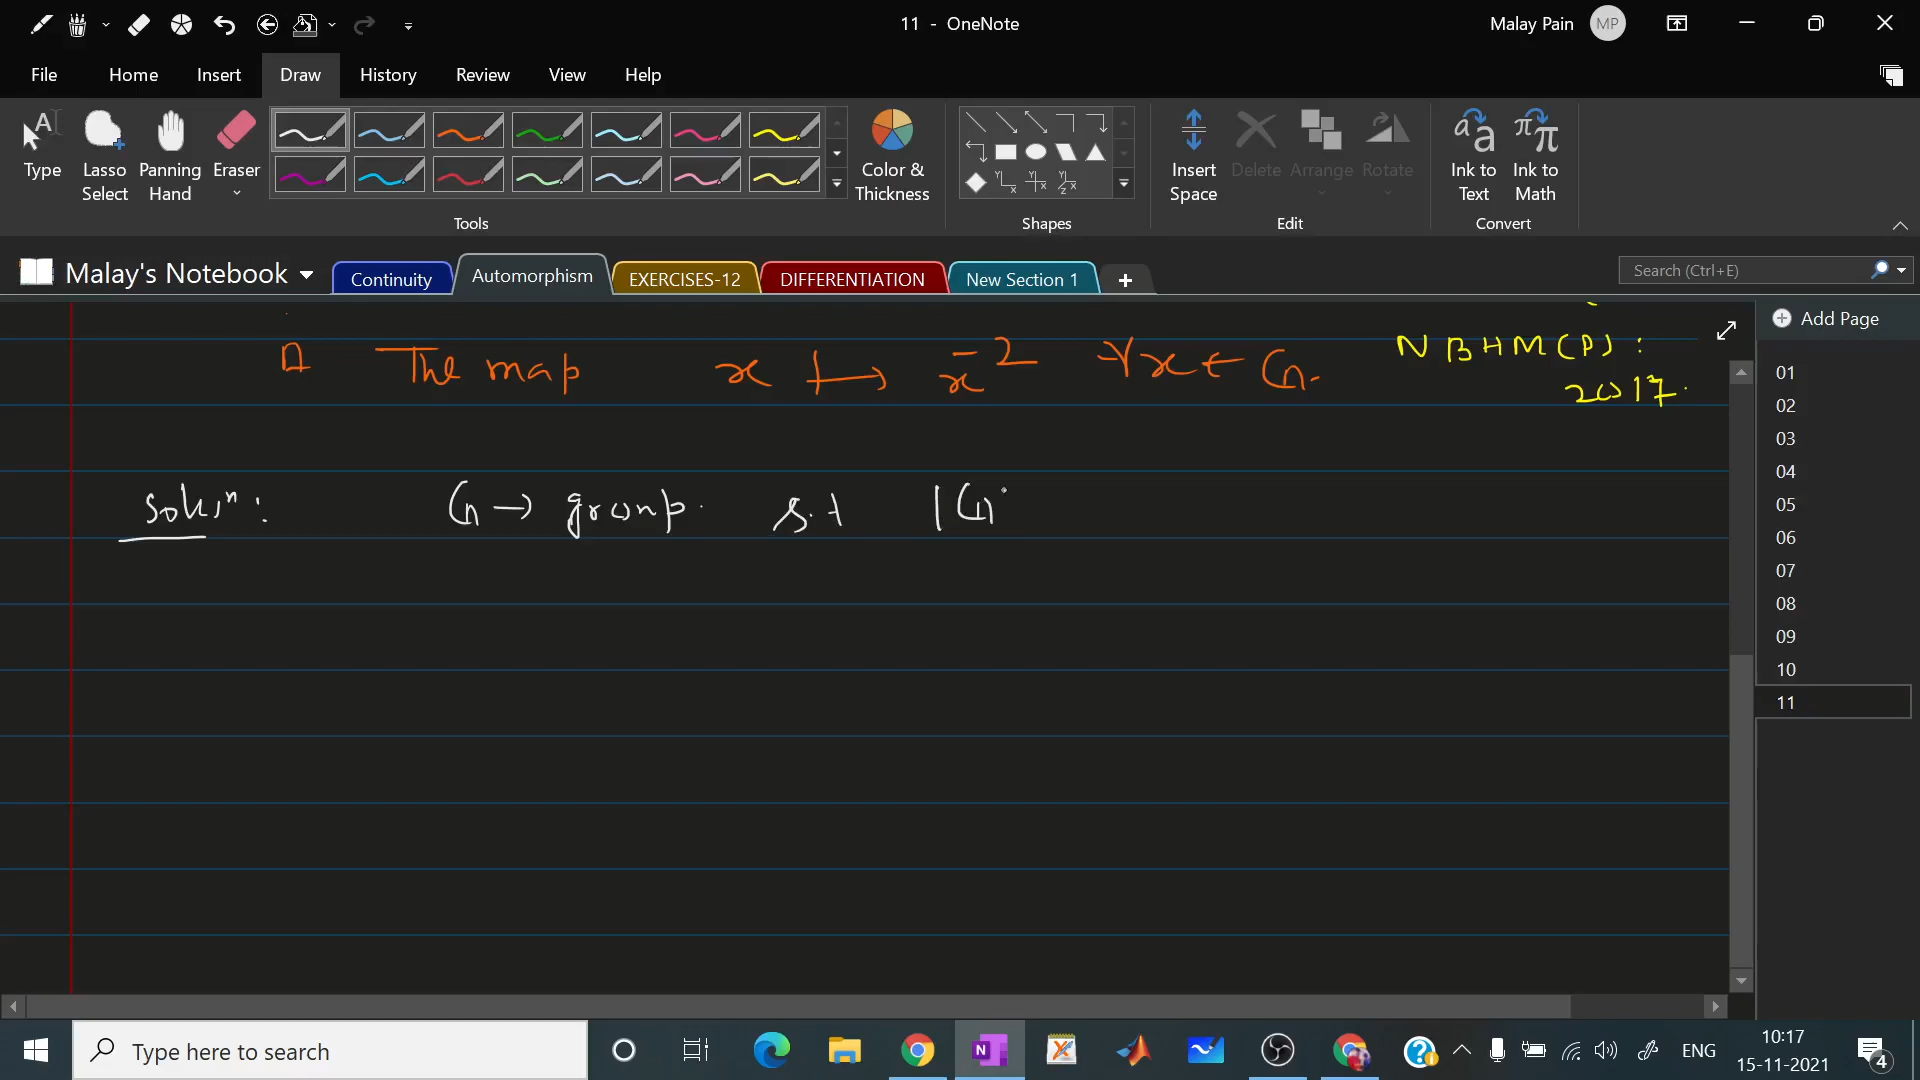 11 - OneNote
Malay Pain MP
File Home Insert Draw History Review View Help
Type
Lasso Select
Panning Hand
Eraser
Color & Thickness
Insert Space
Delete Arrange Rotate
Ink to Text
Ink to Math
Tools Shapes Edit Convert
Malay's Notebook Continuity Automorphism EXERCISES-12 DIFFERENTIATION New Section 1 +
Search (Ctrl+E)
Add Page
The map x ↦ x⁻² ∀x ∈ G. NBHM(P):
2017.
Solⁿ: G → group. s.t |G|
01
02
03
04
05
06
07
08
09
10
11
Type here to search
ENG
10:17
15-11-2021
4